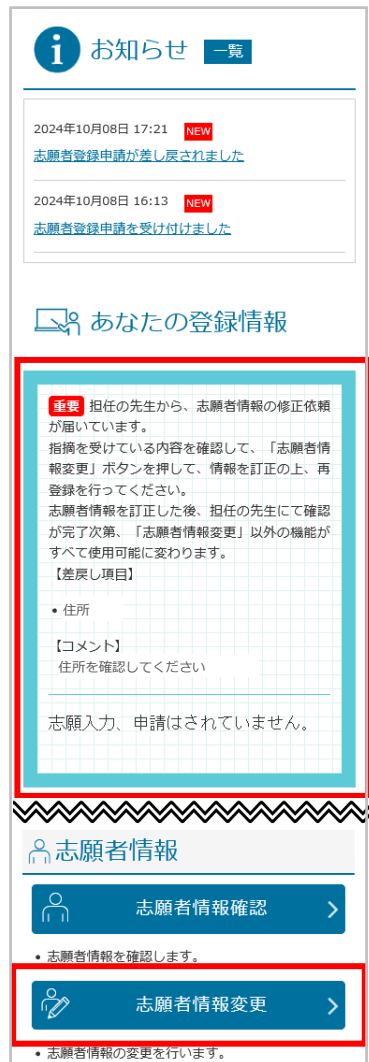 お知らせ 一覧
2024年10月08日 17:21 NEW
志願者登録申請が差し戻されました
2024年10月08日 16:13 NEW
志願者登録申請を受け付けました
あなたの登録情報
重要 担任の先生から、志願者情報の修正依頼
が届いています。
指摘を受けている内容を確認して、「志願者情
報変更」ボタンを押して、情報を訂正の上、再
登録を行ってください。
志願者情報を訂正した後、担任の先生にて確認
が完了次第、「志願者情報変更」以外の機能が
すべて使用可能に変わります。
【差戻し項目】
• 住所
【コメント】
住所を確認してください
志願入力、申請はされていません。
志願者情報
志願者情報確認
• 志願者情報を確認します。
志願者情報変更
• 志願者情報の変更を行います。